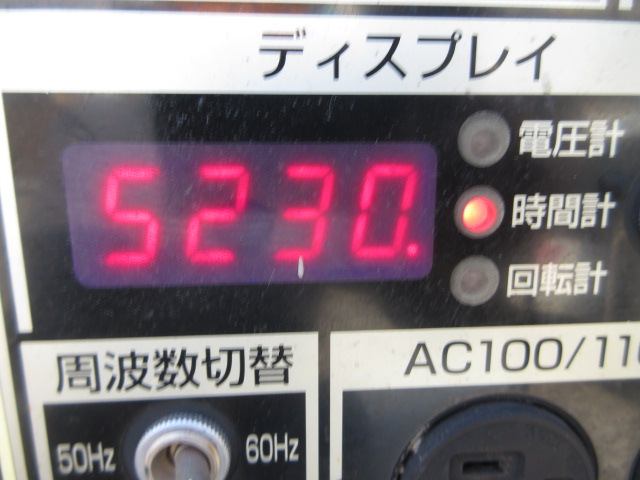 ディスプレイ
電圧計
5230.
時間計
回転計
周波数切替
AC100/11
50Hz
60Hz